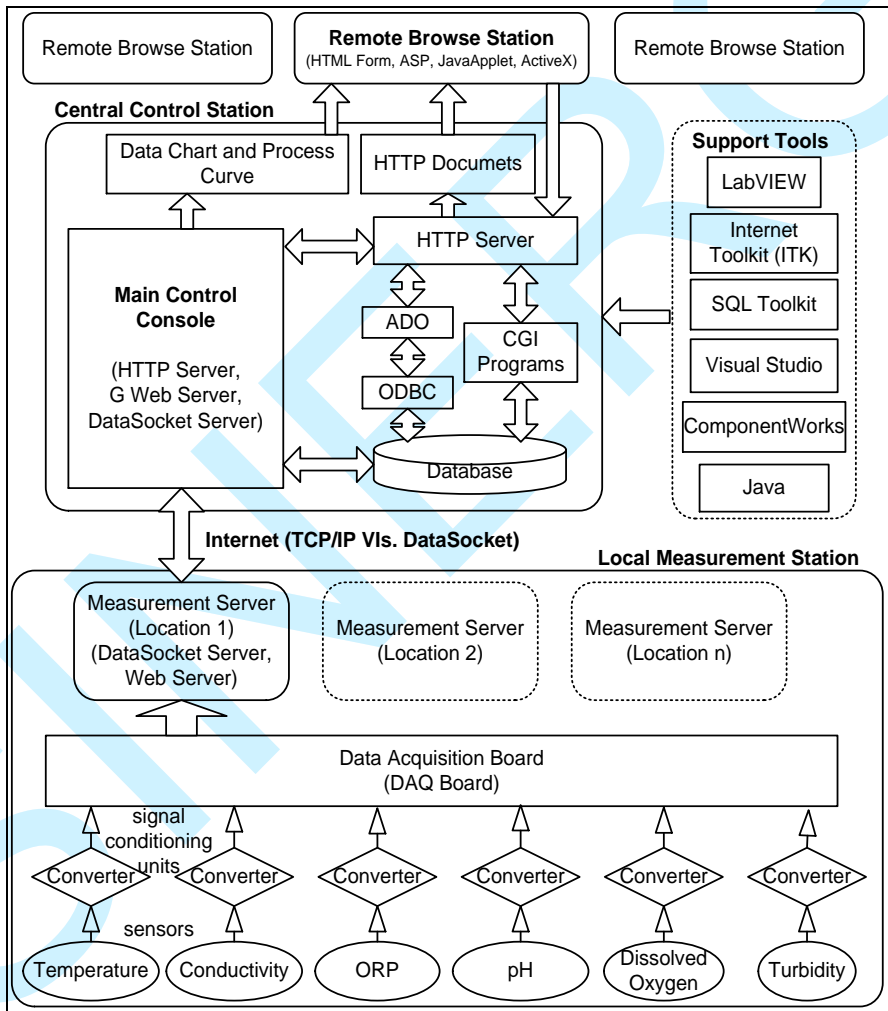 Remote Browse Station
Remote Browse Station
(HTML Form, ASP, JavaApplet, ActiveX)
Remote Browse Station
Central Control Station
Data Chart and Process
Curve
HTTP Documets
HTTP Server
Main Control
Console
(HTTP Server,
G Web Server,
DataSocket Server)
ADO
ODBC
CGI
Programs
Database
Support Tools
LabVIEW
Internet
Toolkit (ITK)
SQL Toolkit
Visual Studio
ComponentWorks
Java
Internet (TCP/IP VIs. DataSocket)
Local Measurement Station
Measurement Server
(Location 1)
(DataSocket Server,
Web Server)
Measurement Server
(Location 2)
Measurement Server
(Location n)
Data Acquisition Board
(DAQ Board)
signal
conditioning
units
Converter
Converter
Converter
Converter
Converter
Converter
sensors
Temperature
Conductivity
ORP
pH
Dissolved
Oxygen
Turbidity